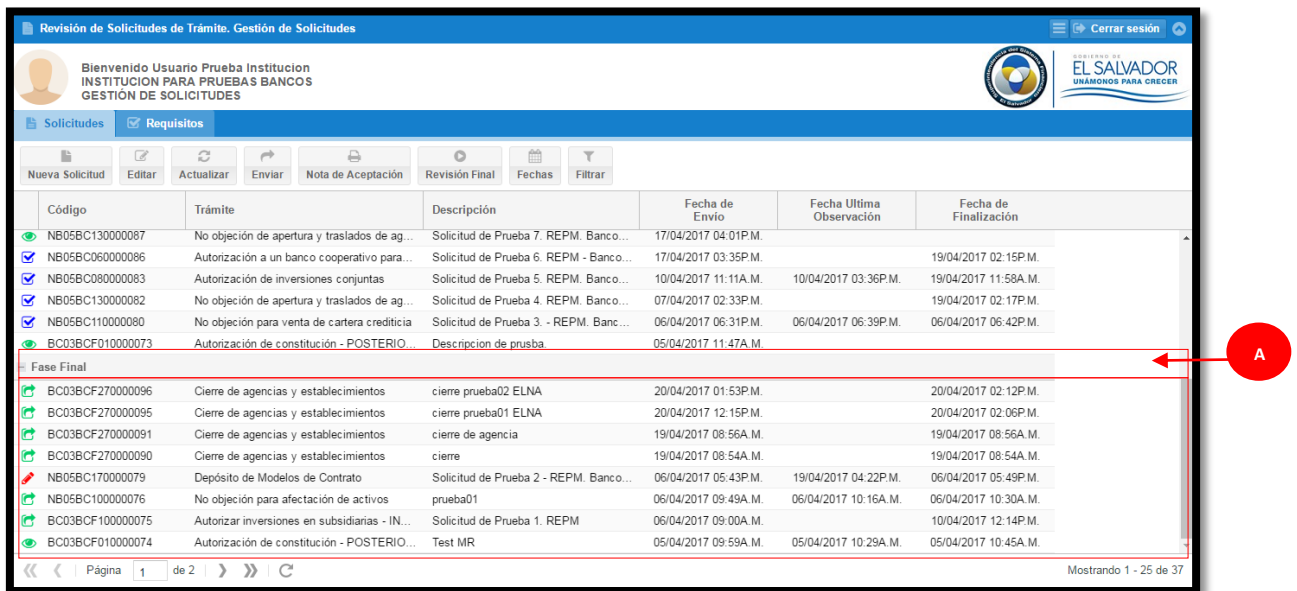 Revisión de Solicitudes de Trámite. Gestión de Solicitudes Cerrar sesión
Bienvenido Usuario Prueba Institucion
INSTITUCION PARA PRUEBAS BANCOS
GESTIÓN DE SOLICITUDES
GOBIERNO DE
EL SALVADOR
UNÁMONOS PARA CRECER
Solicitudes Requisitos
Nueva Solicitud Editar Actualizar Enviar Nota de Aceptación Revisión Final Fechas Filtrar
Código Trámite Descripción Fecha de Envio Fecha Ultima Observación Fecha de Finalización
NB05BC130000087 No objeción de apertura y traslados de ag... Solicitud de Prueba 7. REPM. Banco... 17/04/2017 04:01P.M.
NB05BC060000086 Autorización a un banco cooperativo para... Solicitud de Prueba 6. REPM - Banco... 17/04/2017 03:35P.M. 19/04/2017 02:15P.M.
NB05BC080000083 Autorización de inversiones conjuntas Solicitud de Prueba 5. REPM. Banco... 10/04/2017 11:11A.M. 10/04/2017 03:36P.M. 19/04/2017 11:58A.M.
NB05BC130000082 No objeción de apertura y traslados de ag... Solicitud de Prueba 4. REPM. Banco... 07/04/2017 02:33P.M. 19/04/2017 02:17P.M.
NB05BC110000080 No objeción para venta de cartera crediticia Solicitud de Prueba 3. - REPM. Banc... 06/04/2017 06:31P.M. 06/04/2017 06:39P.M. 06/04/2017 06:42P.M.
BC03BCF010000073 Autorización de constitución - POSTERIO... Descripcion de prusba. 05/04/2017 11:47A.M.
Fase Final
A
BC03BCF270000096 Cierre de agencias y establecimientos cierre prueba02 ELNA 20/04/2017 01:53P.M. 20/04/2017 02:12P.M.
BC03BCF270000095 Cierre de agencias y establecimientos cierre prueba01 ELNA 20/04/2017 12:15P.M. 20/04/2017 02:06P.M.
BC03BCF270000091 Cierre de agencias y establecimientos cierre de agencia 19/04/2017 08:56A.M. 19/04/2017 08:56A.M.
BC03BCF270000090 Cierre de agencias y establecimientos cierre 19/04/2017 08:54A.M. 19/04/2017 08:54A.M.
NB05BC170000079 Depósito de Modelos de Contrato Solicitud de Prueba 2 - REPM. Banco... 06/04/2017 05:43P.M. 19/04/2017 04:22P.M. 06/04/2017 05:49P.M.
NB05BC100000076 No objeción para afectación de activos prueba01 06/04/2017 09:49A.M. 06/04/2017 10:16A.M. 06/04/2017 10:30A.M.
BC03BCF100000075 Autorizar inversiones en subsidiarias - IN... Solicitud de Prueba 1. REPM 06/04/2017 09:00A.M. 10/04/2017 12:14P.M.
BC03BCF010000074 Autorización de constitución - POSTERIO... Test MR 05/04/2017 09:59A.M. 05/04/2017 10:29A.M. 05/04/2017 10:45A.M.
Página 1 de 2 Mostrando 1 - 25 de 37